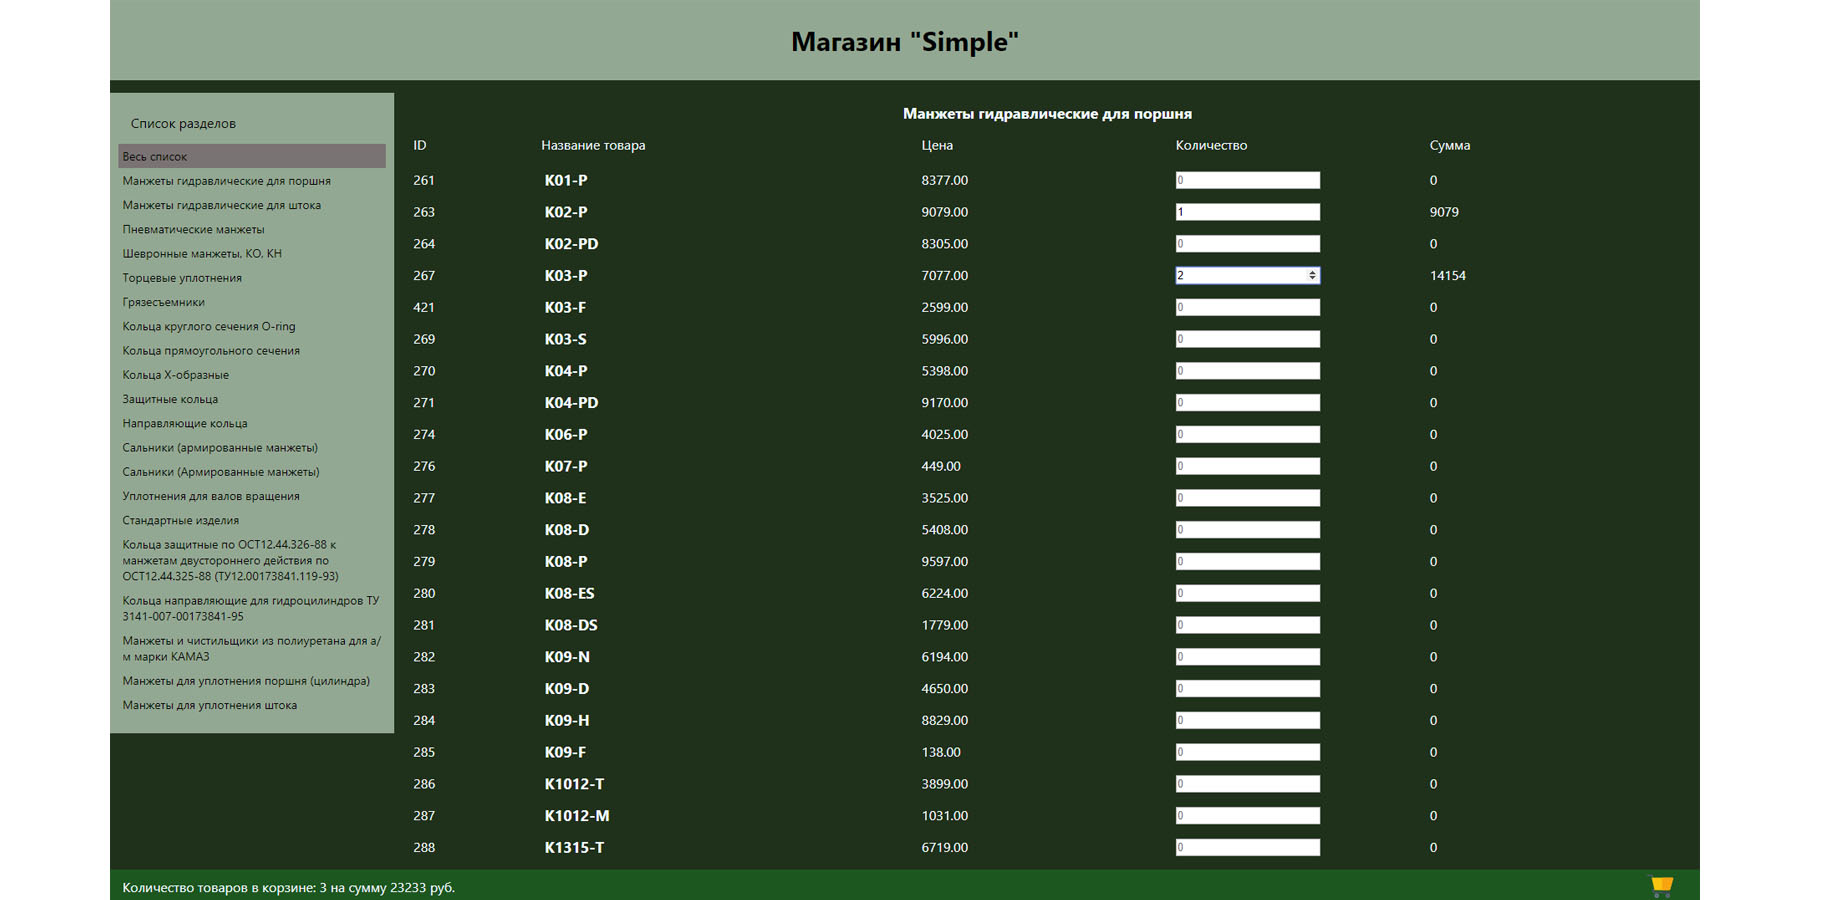 Магазин "Simple"
Список разделов
Весь список
Манжеты гидравлические для поршня
Манжеты гидравлические для штока
Пневматические манжеты
Шевронные манжеты, КО, КН
Торцевые уплотнения
Грязесъемники
Кольца круглого сечения O-ring
Кольца прямоугольного сечения
Кольца Х-образные
Защитные кольца
Направляющие кольца
Сальники (армированные манжеты)
Сальники (Армированные манжеты)
Уплотнения для валов вращения
Стандартные изделия
Кольца защитные по ОСТ12.44.326-88 к
манжетам двустороннего действия по
ОСТ12.44.325-88 (ТУ12.00173841.119-93)
Кольца направляющие для гидроцилиндров ТУ
3141-007-00173841-95
Манжеты и чистильщики из полиуретана для а/
м марки КАМАЗ
Манжеты для уплотнения поршня (цилиндра)
Манжеты для уплотнения штока
Манжеты гидравлические для поршня
ID Название товара Цена Количество Сумма
261 K01-P 8377.00 0 0
263 K02-P 9079.00 1 9079
264 K02-PD 8305.00 0 0
267 K03-P 7077.00 2 14154
421 K03-F 2599.00 0 0
269 K03-S 5996.00 0 0
270 K04-P 5398.00 0 0
271 K04-PD 9170.00 0 0
274 K06-P 4025.00 0 0
276 K07-P 449.00 0 0
277 K08-E 3525.00 0 0
278 K08-D 5408.00 0 0
279 K08-P 9597.00 0 0
280 K08-ES 6224.00 0 0
281 K08-DS 1779.00 0 0
282 K09-N 6194.00 0 0
283 K09-D 4650.00 0 0
284 K09-H 8829.00 0 0
285 K09-F 138.00 0 0
286 K1012-T 3899.00 0 0
287 K1012-M 1031.00 0 0
288 K1315-T 6719.00 0 0
Количество товаров в корзине: 3 на сумму 23233 руб.